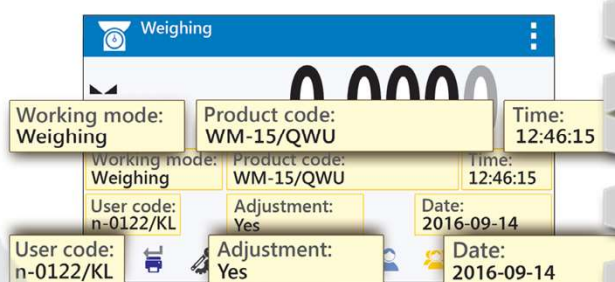 Weighing
0.0000
Working mode: Product code: Time:
Weighing WM-15/QWU 12:46:15
Working mode: Product code: Time:
Weighing WM-15/QWU 12:46:15
User code: Adjustment: Date:
n-0122/KL Yes 2016-09-14
User code: Adjustment: Date:
n-0122/KL Yes 2016-09-14